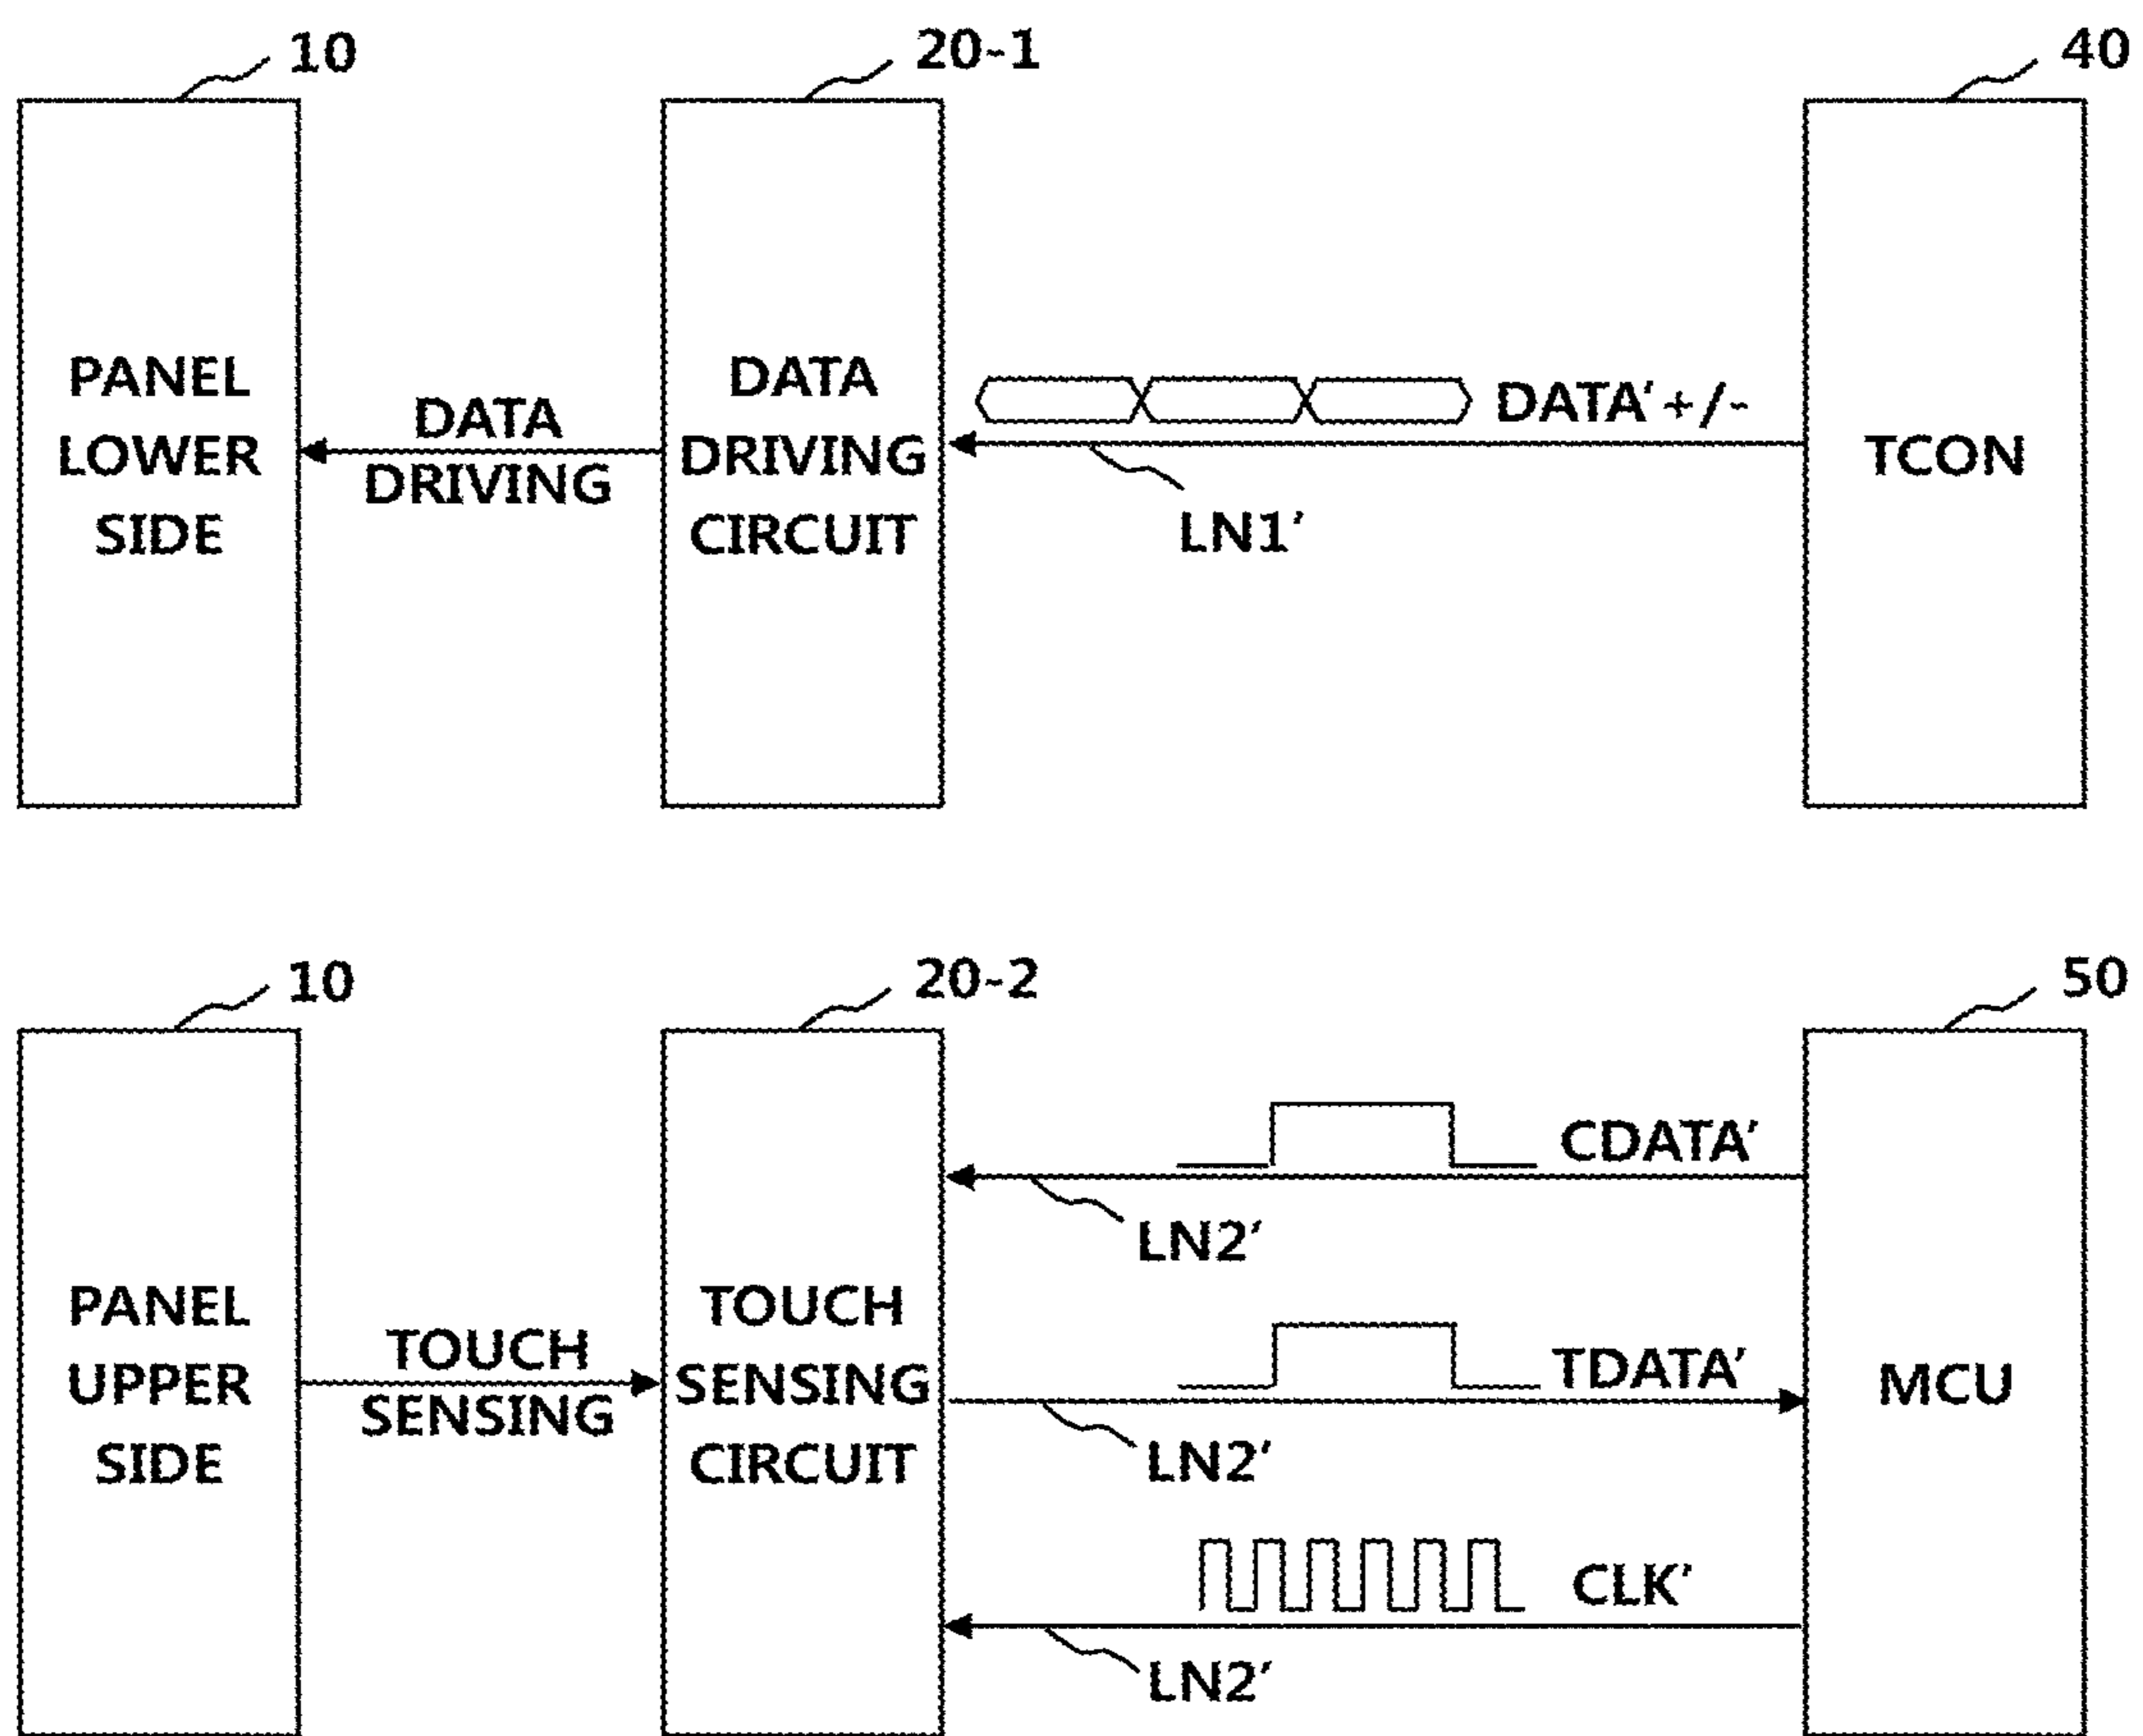 10
20-1
40
PANEL
LOWER
SIDE
DATA
DRIVING
DATA
DRIVING
CIRCUIT
DATA'+/-
LN1'
TCON
10
20-2
50
PANEL
UPPER
SIDE
TOUCH
SENSING
TOUCH
SENSING
CIRCUIT
CDATA'
LN2'
TDATA'
LN2'
CLK'
LN2'
MCU